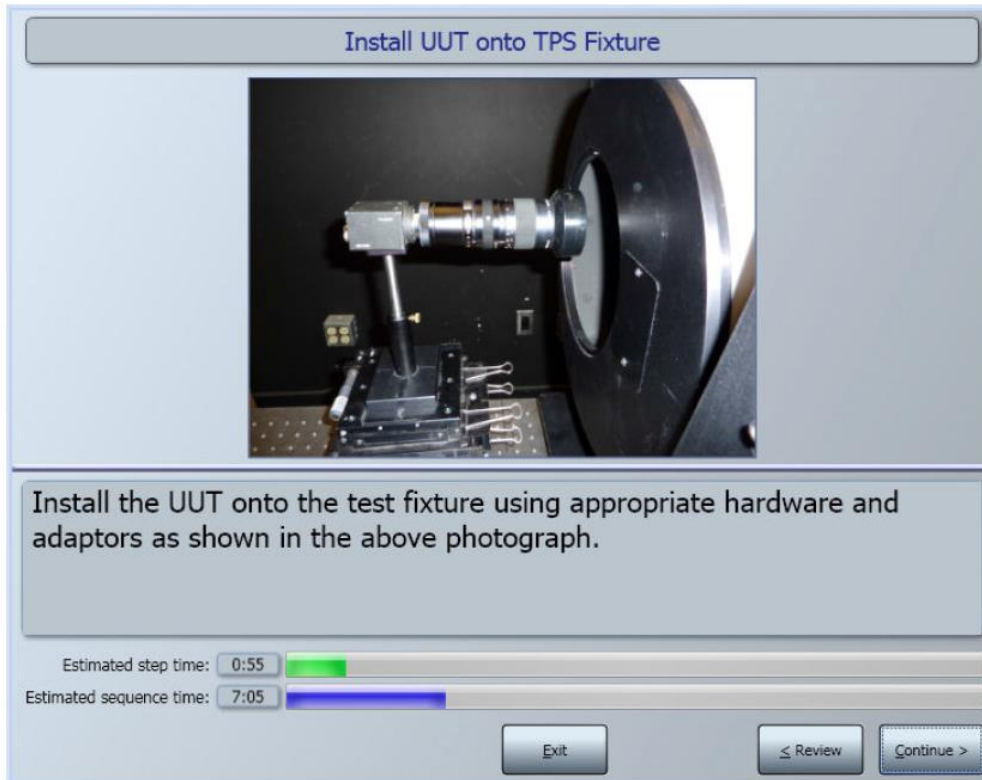 Install UUT onto TPS Fixture
Install the UUT onto the test fixture using appropriate hardware and
adaptors as shown in the above photograph.
Estimated step time: 0:55
Estimated sequence time: 7:05
Exit
< Review
Continue >